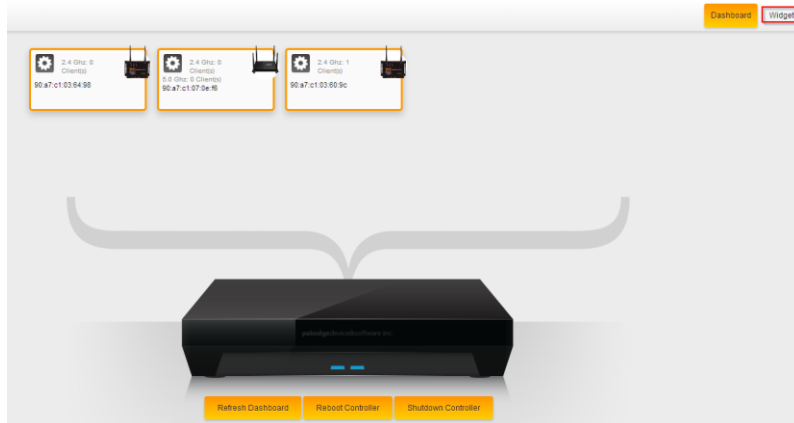 Dashboard
Widget
2.4 Ghz: 0
Client(s)
90:a7:c1:03:64:98
2.4 Ghz: 0
Client(s)
5.0 Ghz: 0 Client(s)
90:a7:c1:07:0e:f6
2.4 Ghz: 1
Client(s)
90:a7:c1:03:60:9c
Refresh Dashboard
Reboot Controller
Shutdown Controller